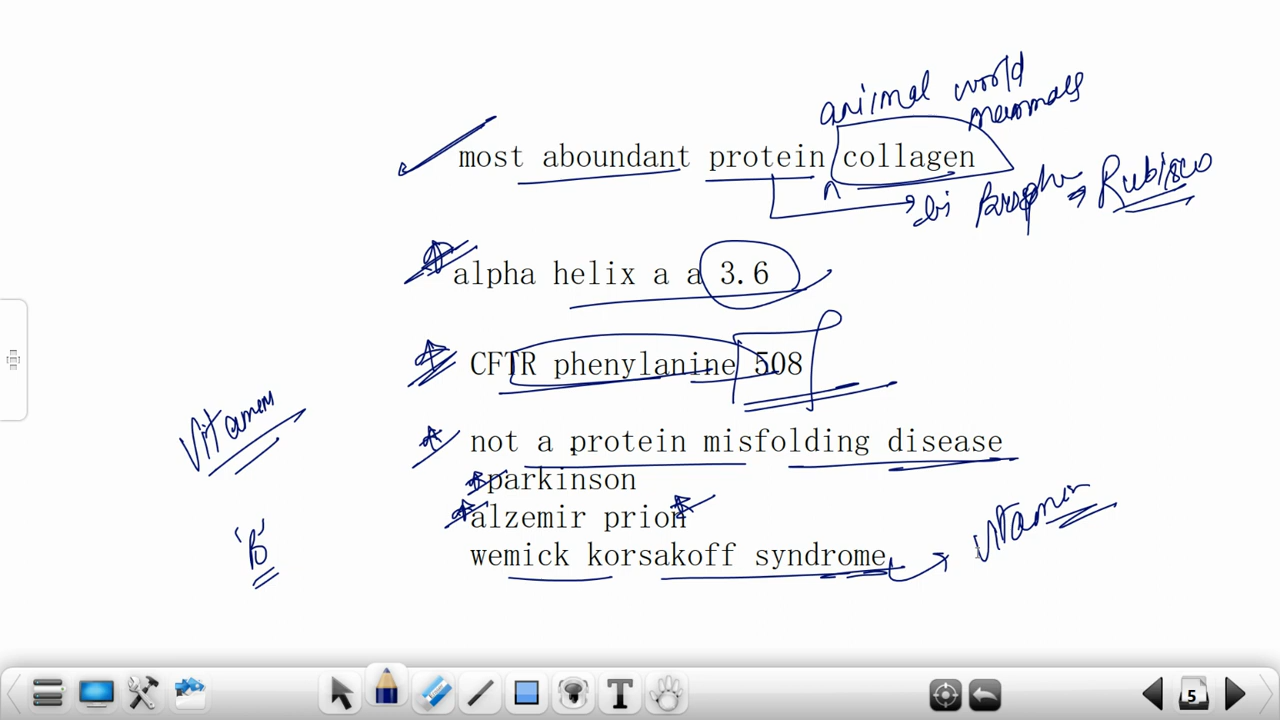 animal world
mammals
most aboundant protein collagen
Rubisco
alpha helix a a 3.6
CFTR phenylanine 508
Vitamin
not a protein misfolding disease
parkinson
alzemir prion
Vitamin
'B'
wemick korsakoff syndrome
5